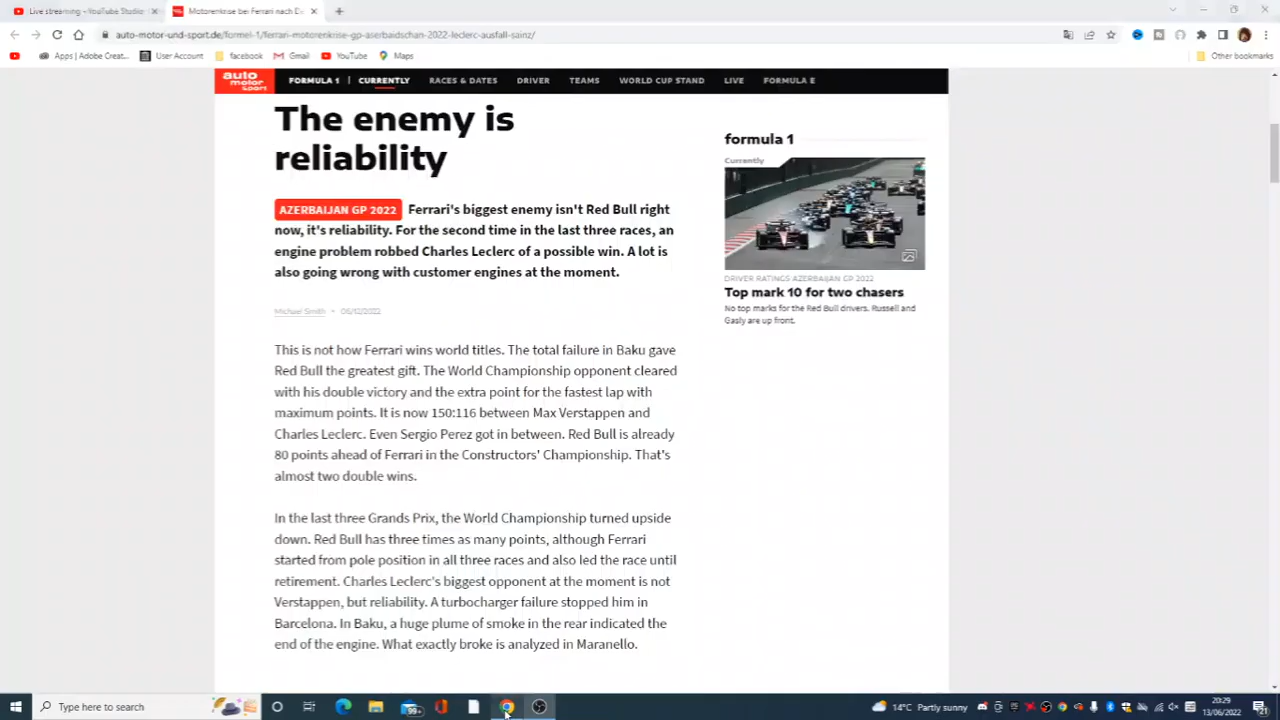 Live streaming - YouTube Studio
Motorenkrise bei Ferrari nach D
auto-motor-und-sport.de/formel-1/ferrari-motorenkrise-gp-aserbaidschan-2022-leclerc-ausfall-sainz/
Apps | Adobe Creat...
User Account
facebook
Gmail
YouTube
Maps
Other bookmarks
auto motor sport
FORMULA 1 | CURRENTLY RACES & DATES DRIVER TEAMS WORLD CUP STAND LIVE FORMULA E
The enemy is
reliability
AZERBAIJAN GP 2022 Ferrari's biggest enemy isn't Red Bull right
now, it's reliability. For the second time in the last three races, an
engine problem robbed Charles Leclerc of a possible win. A lot is
also going wrong with customer engines at the moment.
Michael Smith • 06/12/2022
This is not how Ferrari wins world titles. The total failure in Baku gave
Red Bull the greatest gift. The World Championship opponent cleared
with his double victory and the extra point for the fastest lap with
maximum points. It is now 150:116 between Max Verstappen and
Charles Leclerc. Even Sergio Perez got in between. Red Bull is already
80 points ahead of Ferrari in the Constructors' Championship. That's
almost two double wins.
In the last three Grands Prix, the World Championship turned upside
down. Red Bull has three times as many points, although Ferrari
started from pole position in all three races and also led the race until
retirement. Charles Leclerc's biggest opponent at the moment is not
Verstappen, but reliability. A turbocharger failure stopped him in
Barcelona. In Baku, a huge plume of smoke in the rear indicated the
end of the engine. What exactly broke is analyzed in Maranello.
formula 1
Currently
DRIVER RATINGS AZERBAIJAN GP 2022
Top mark 10 for two chasers
No top marks for the Red Bull drivers. Russell and
Gasly are up front.
Type here to search
99+
14°C Partly sunny
20:29
13/06/2022
21